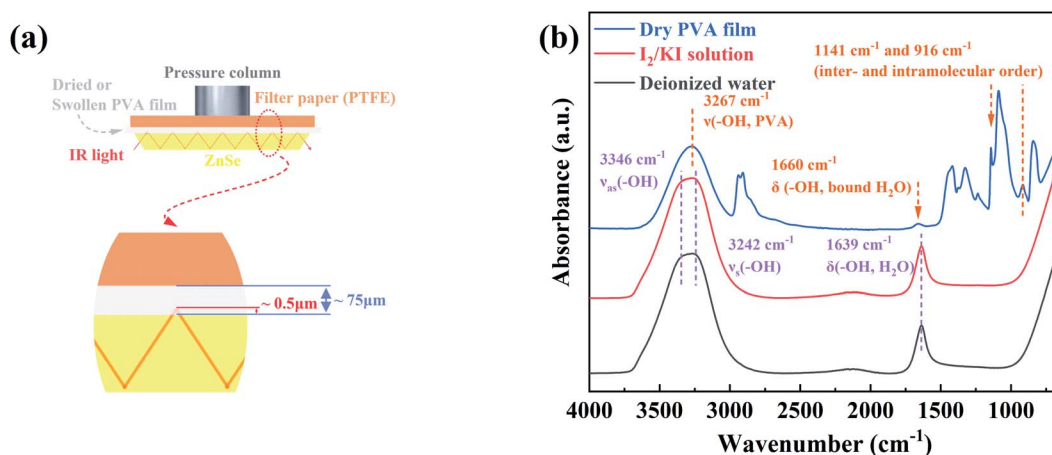 (a)
Pressure column
Dried or
Swollen PVA film
Filter paper (PTFE)
IR light
ZnSe
~ 0.5μm
~ 75μm
(b)
Dry PVA film
I₂/KI solution
Deionized water
1141 cm⁻¹ and 916 cm⁻¹
(inter- and intramolecular order)
3267 cm⁻¹
ν(-OH, PVA)
3346 cm⁻¹
νas(-OH)
1660 cm⁻¹
δ (-OH, bound H₂O)
3242 cm⁻¹
νs(-OH)
1639 cm⁻¹
δ(-OH, H₂O)
Absorbance (a.u.)
4000 3500 3000 2500 2000 1500 1000
Wavenumber (cm⁻¹)